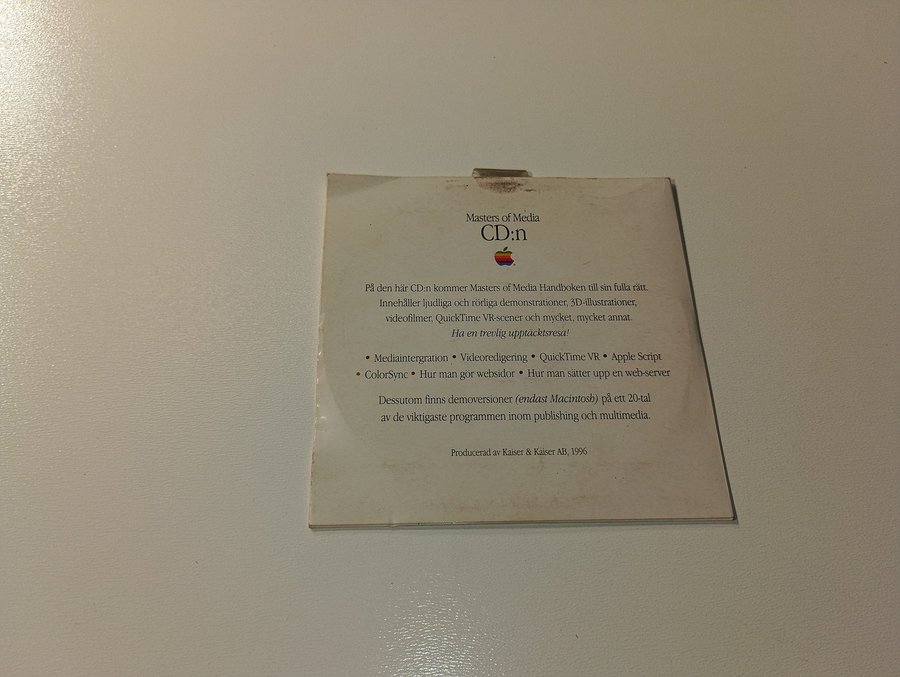 Masters of Media
CD:n
På den här CD:n kommer Masters of Media Handboken till sin fulla rätt.
Innehåller ljudliga och rörliga demonstrationer, 3D-illustrationer,
videofilmer, QuickTime VR-scener och mycket, mycket annat.
Ha en trevlig upptäcktsresa!
• Mediaintergration • Videoredigering • QuickTime VR • Apple Script
• ColorSync • Hur man gör websidor • Hur man sätter upp en web-server
Dessutom finns demoversioner (endast Macintosh) på ett 20-tal
av de viktigaste programmen inom publishing och multimedia.
Producerad av Kaiser & Kaiser AB, 1996